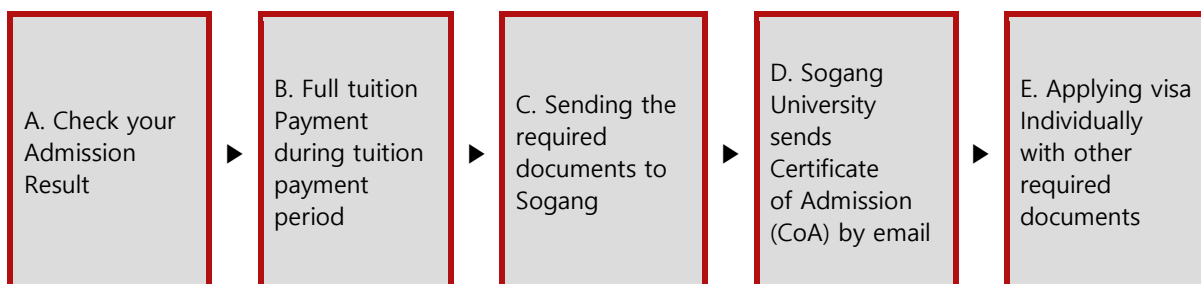 A. Check your
Admission
Result
▶
B. Full tuition
Payment
during tuition
payment
period
▶
C. Sending the
required
documents to
Sogang
▶
D. Sogang
University
sends
Certificate
of Admission
(CoA) by email
▶
E. Applying visa
Individually
with other
required
documents